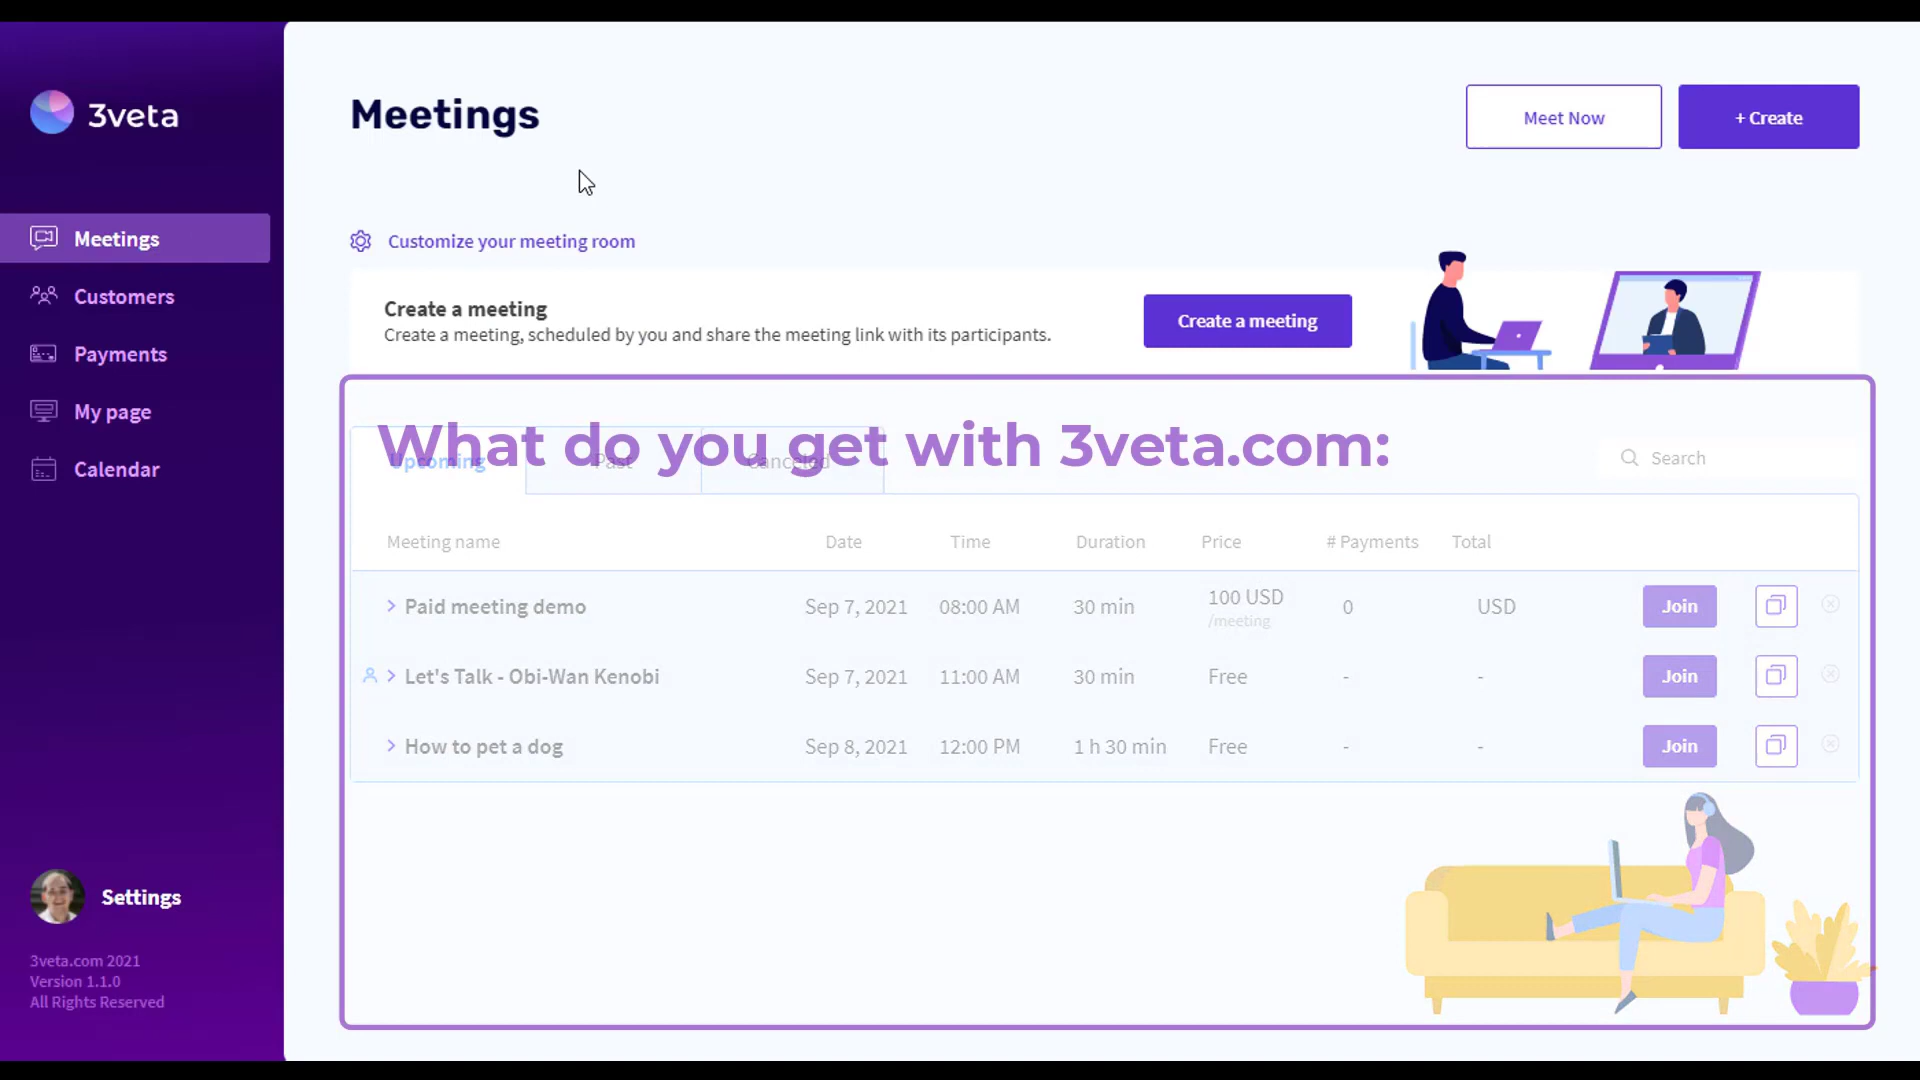 3veta
Meetings
Customers
Payments
My page
Calendar
Settings
3veta.com 2021
Version 1.1.0
All Rights Reserved
Meetings
Meet Now
+ Create
Customize your meeting room
Create a meeting
Create a meeting, scheduled by you and share the meeting link with its participants.
Create a meeting
What do you get with 3veta.com:
Upcoming Past Canceled
Search
Meeting name Date Time Duration Price # Payments Total
Paid meeting demo Sep 7, 2021 08:00 AM 30 min 100 USD /meeting 0 USD Join
Let's Talk - Obi-Wan Kenobi Sep 7, 2021 11:00 AM 30 min Free - - Join
How to pet a dog Sep 8, 2021 12:00 PM 1 h 30 min Free - - Join